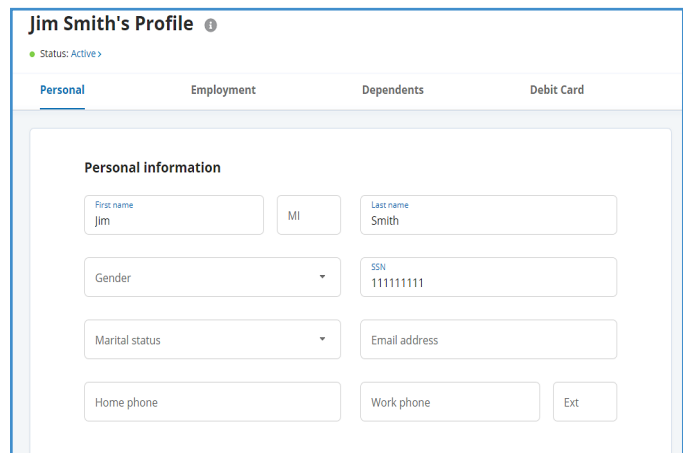 Jim Smith's Profile
Status: Active
Personal Employment Dependents Debit Card
Personal information
First name
Jim
MI
Last name
Smith
Gender
SSN
111111111
Marital status
Email address
Home phone
Work phone
Ext